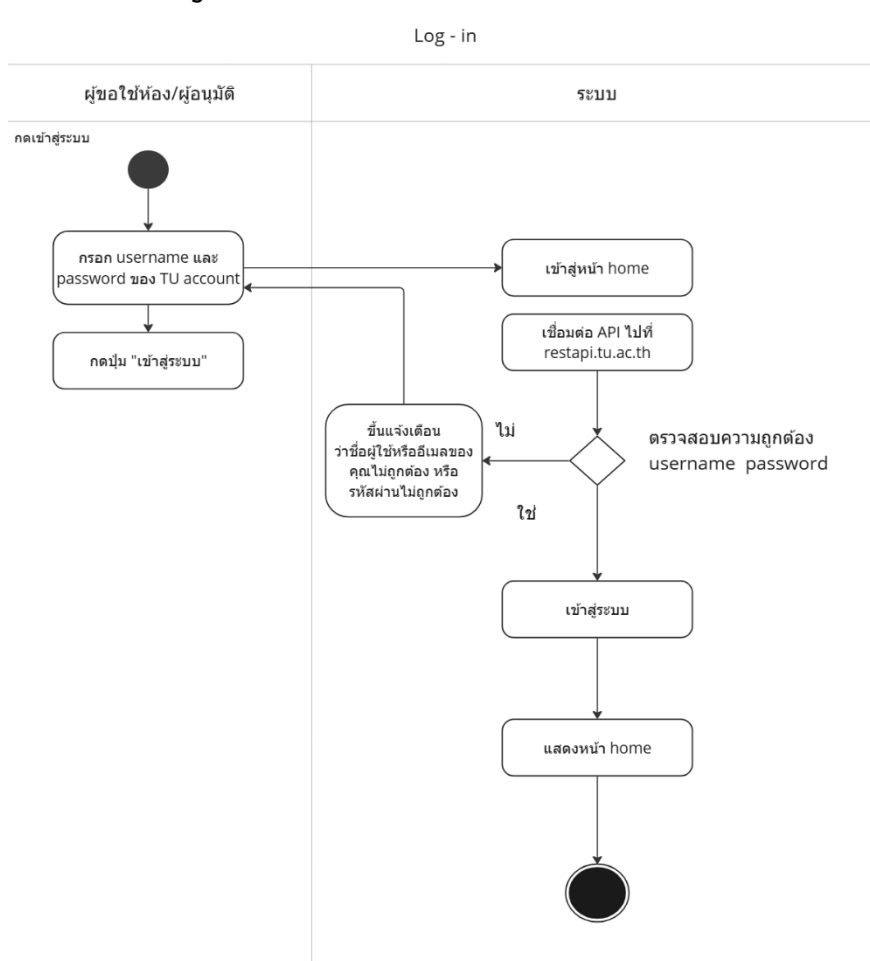 Log - in
ผู้ขอใช้ห้อง/ผู้อนุมัติ
ระบบ
กดเข้าสู่ระบบ
กรอก username และ
password ของ TU account
เข้าสู่หน้า home
กดปุ่ม "เข้าสู่ระบบ"
เชื่อมต่อ API ไปที่
restapi.tu.ac.th
ขึ้นแจ้งเตือน
ว่าชื่อผู้ใช้หรืออีเมลของ
คุณไม่ถูกต้อง หรือ
รหัสผ่านไม่ถูกต้อง
ไม่
ตรวจสอบความถูกต้อง
username password
ใช่
เข้าสู่ระบบ
แสดงหน้า home